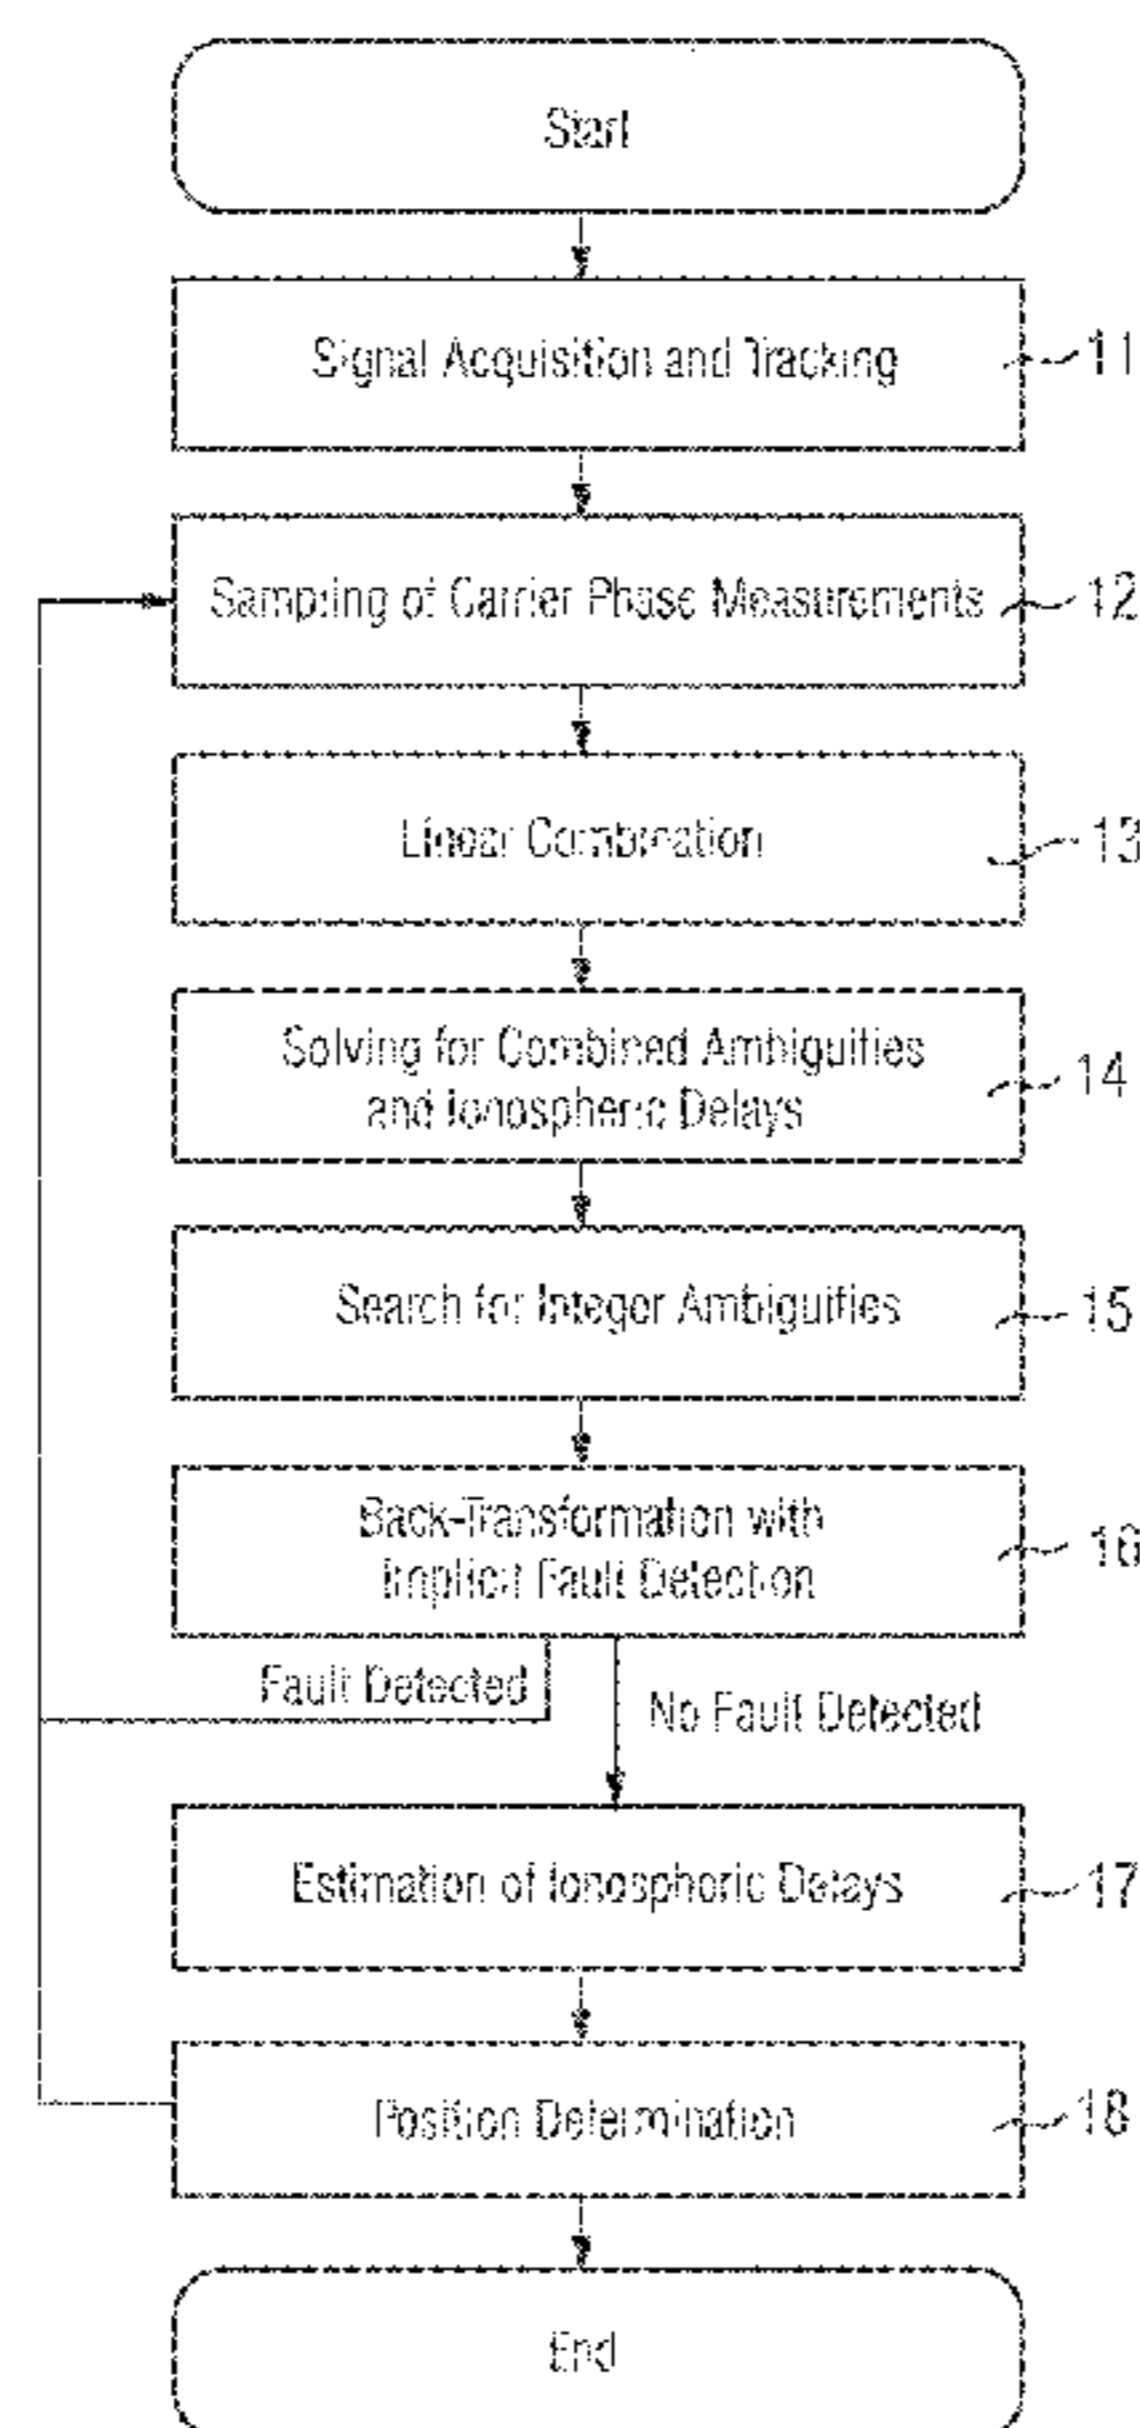 Start
Signal Acquisition and Tracking
11
Sampling of Carrier Phase Measurements
12
Linear Combination
13
Solving for Combined Ambiguities
and Ionospheric Delays
14
Search for Integer Ambiguities
15
Back-Transformation with
Implicit Fault Detection
16
Fault Detected
No Fault Detected
Estimation of Ionospheric Delays
17
Position Determination
18
End